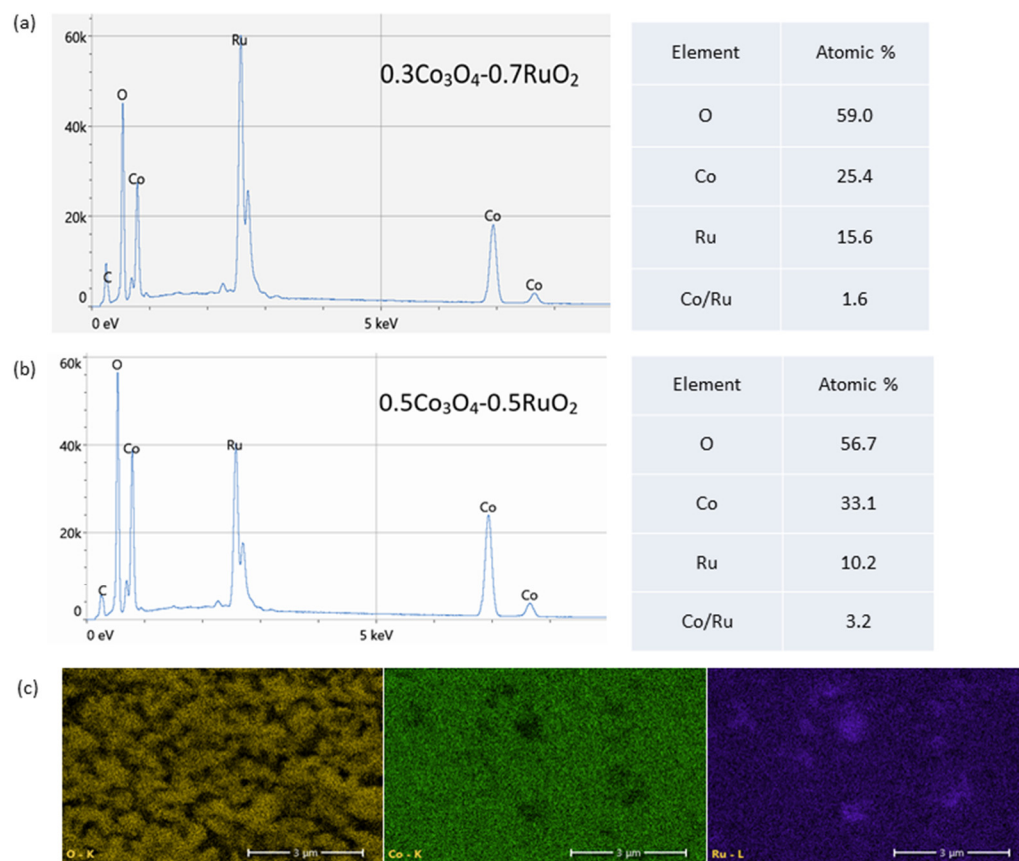 (a)
60k
40k
20k
0
C
O
Co
Ru
Co
Co
0.3Co₃O₄-0.7RuO₂
0 eV
5 keV
Element Atomic %
O 59.0
Co 25.4
Ru 15.6
Co/Ru 1.6
(b)
60k
40k
20k
0
C
O
Co
Ru
Co
Co
0.5Co₃O₄-0.5RuO₂
0 eV
5 keV
Element Atomic %
O 56.7
Co 33.1
Ru 10.2
Co/Ru 3.2
(c)
O - K 3 μm
Co - K 3 μm
Ru - L 3 μm